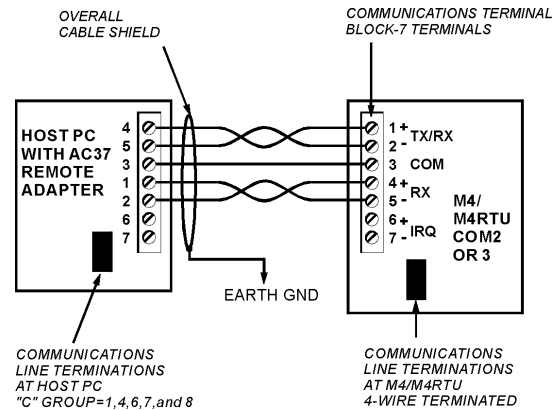 OVERALL
CABLE SHIELD
COMMUNICATIONS TERMINAL
BLOCK-7 TERMINALS
HOST PC
WITH AC37
REMOTE
ADAPTER
4
5
3
1
2
6
7
1 + TX/RX
2 -
3 COM
4 + RX
5 -
6 + IRQ
7 -
M4/
M4RTU
COM2
OR 3
EARTH GND
COMMUNICATIONS
LINE TERMINATIONS
AT HOST PC
"C" GROUP=1,4,6,7,and 8
COMMUNICATIONS
LINE TERMINATIONS
AT M4/M4RTU
4-WIRE TERMINATED